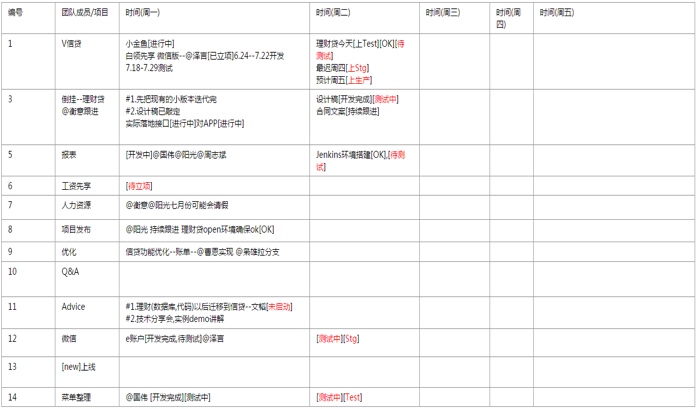 编号 团队成员/项目 时间(周一) 时间(周二) 时间(周三) 时间(周四) 时间(周五)
1 V信贷 小金鱼[进行中]
白领先享 微信版--@泽言[已立项]6.24--7.22开发
7.18-7.29测试
理财贷今天[上Test][OK][待
测试]
最迟周四[上Stg]
预计周五[上生产]
3 倒挂--理财贷
@衡意跟进
#1.先把现有的小版本迭代完
#2.设计稿已敲定
实际落地接口[进行中]对APP[进行中]
设计稿[开发完成][测试中]
合同文案[持续跟进]
5 报表 [开发中]@国伟@阳光@周志斌
Jenkins环境搭建[OK],[待测
试]
6 工资先享 [待立项]
7 人力资源 @衡意@阳光七月份可能会请假
8 项目发布 @阳光 持续跟进 理财贷open环境确保ok[OK]
9 优化 信贷功能优化--账单--@曹恩实现 @枭雄拉分支
10 Q&A
11 Advice #1.理财(数据库,代码)以后迁移到信贷--文韬[未启动]
#2.技术分享会,实例demo讲解
12 微信 e账户[开发完成,待测试]@泽言 [测试中][Stg]
13 [new]上线
14 菜单整理 @国伟 [开发完成][测试中] [测试中][Test]